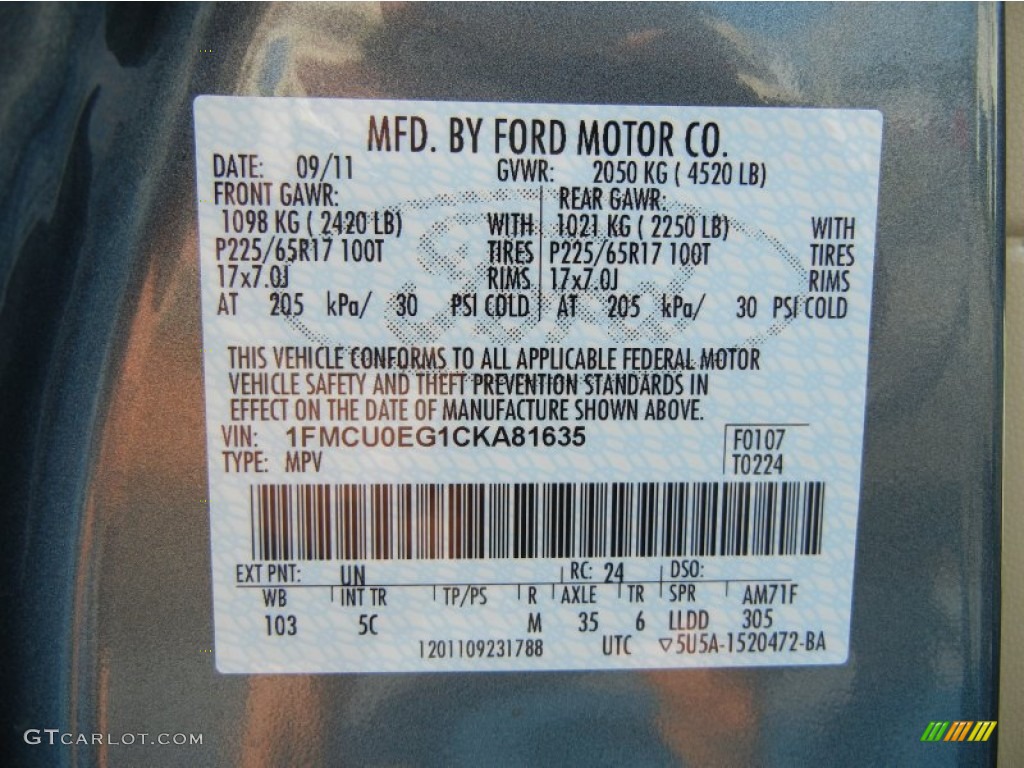 MFD. BY FORD MOTOR CO.
DATE: 09/11 GVWR: 2050 KG ( 4520 LB)
FRONT GAWR: REAR GAWR:
1098 KG ( 2420 LB) WITH 1021 KG ( 2250 LB) WITH
P225/65R17 100T TIRES P225/65R17 100T TIRES
17x7.0J RIMS 17x7.0J RIMS
AT 205 kPa/ 30 PSI COLD AT 205 kPa/ 30 PSI COLD
Ford
THIS VEHICLE CONFORMS TO ALL APPLICABLE FEDERAL MOTOR
VEHICLE SAFETY AND THEFT PREVENTION STANDARDS IN
EFFECT ON THE DATE OF MANUFACTURE SHOWN ABOVE.
VIN: 1FMCU0EG1CKA81635 F0107
TYPE: MPV T0224
EXT PNT: UN RC: 24 DSO:
WB INT TR TP/PS R AXLE TR SPR AM71F
103 5C M 35 6 LLDD 305
1201109231788 UTC ▽5U5A-1520472-BA
GTCARLOT.COM